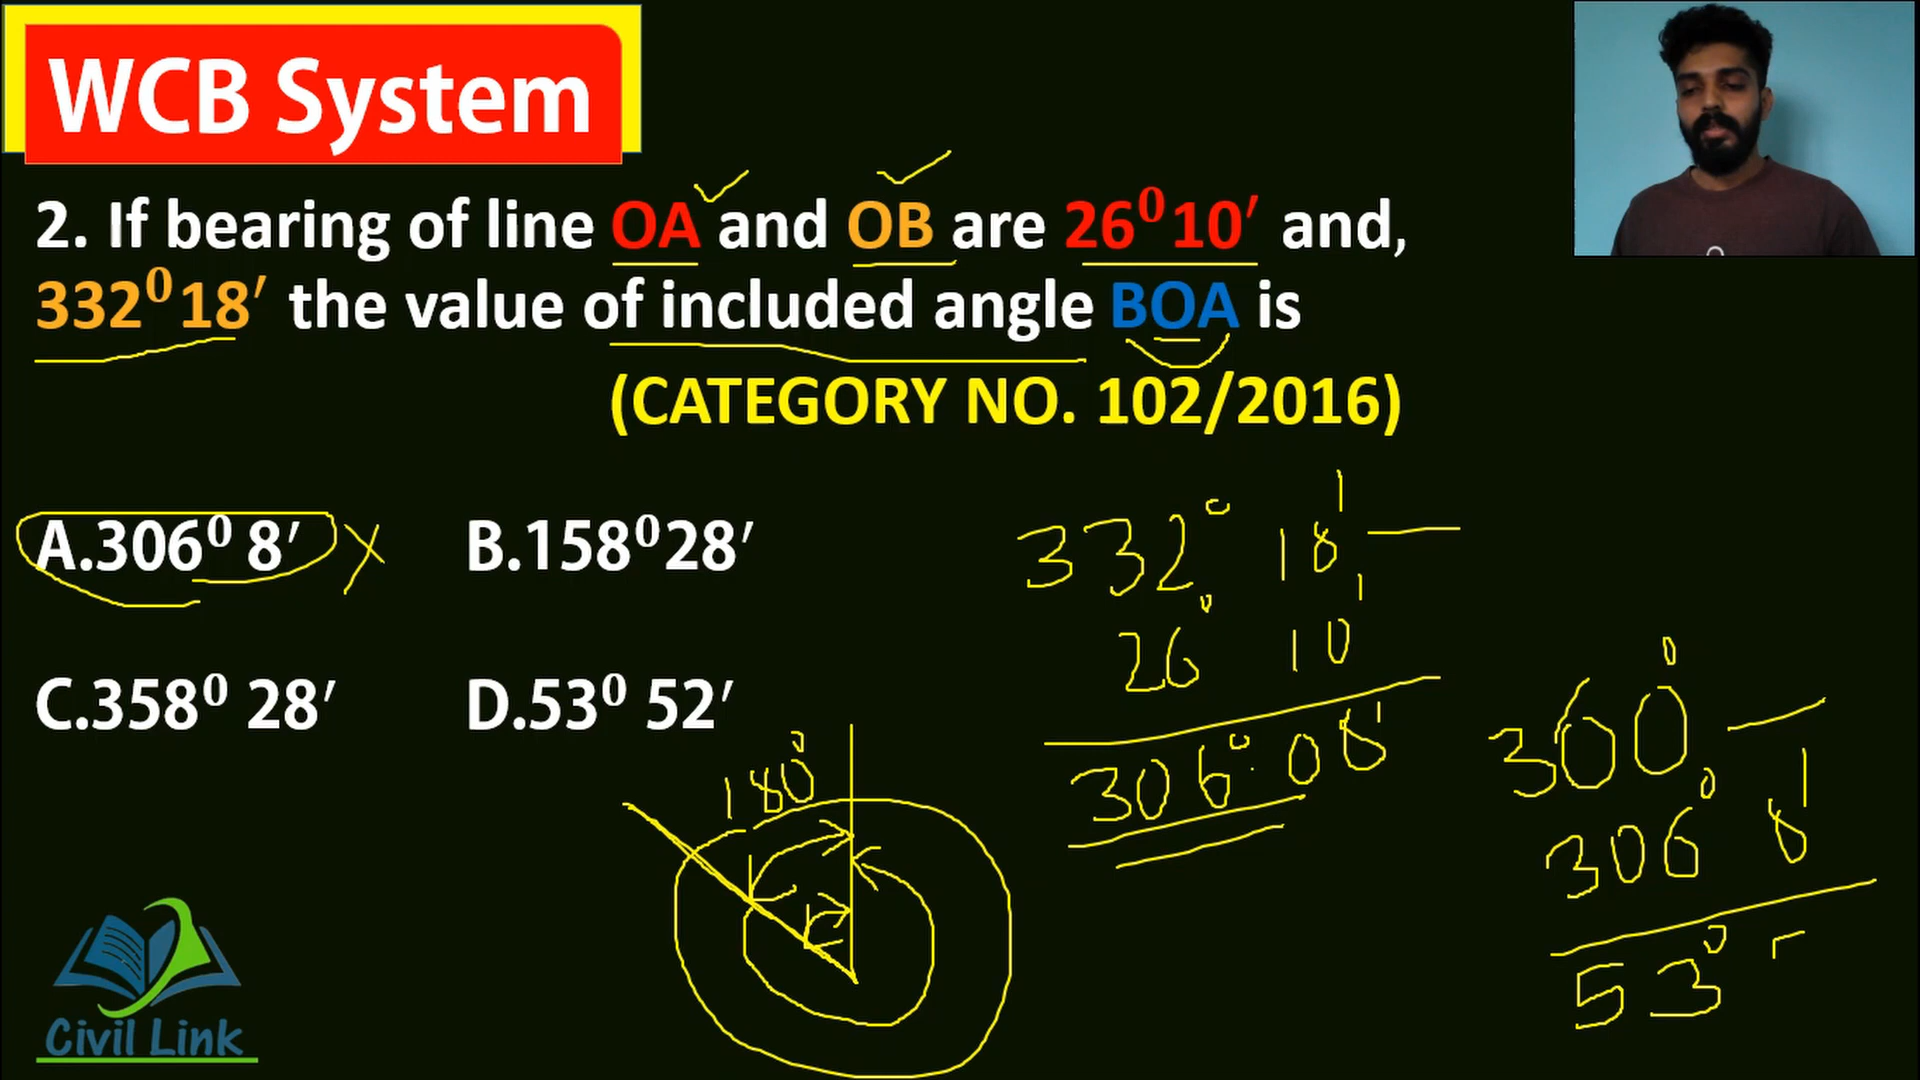 WCB System
2. If bearing of line OA and OB are 26⁰10′ and,
332⁰18′ the value of included angle BOA is
(CATEGORY NO. 102/2016)
A.306⁰ 8′
B.158⁰28′
C.358⁰ 28′
D.53⁰ 52′
332° 18'
26° 10'
306° 08'
360°
306° 8'
53°
180°
Civil Link